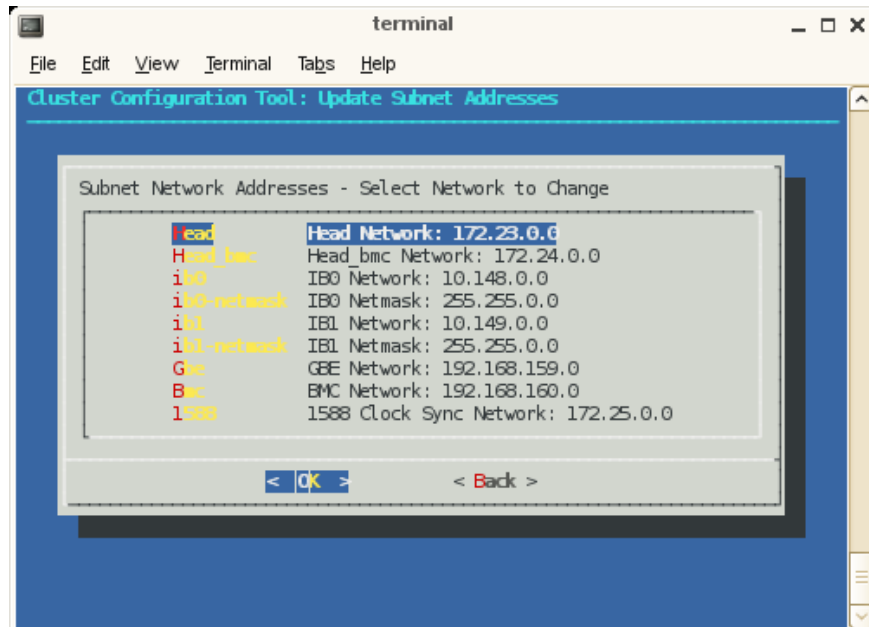 terminal
File Edit View Terminal Tabs Help
Cluster Configuration Tool: Update Subnet Addresses
Subnet Network Addresses - Select Network to Change
Head Head Network: 172.23.0.0
Head_bmc Head_bmc Network: 172.24.0.0
ib0 IB0 Network: 10.148.0.0
ib0-netmask IB0 Netmask: 255.255.0.0
ib1 IB1 Network: 10.149.0.0
ib1-netmask IB1 Netmask: 255.255.0.0
Gbe GBE Network: 192.168.159.0
Bmc BMC Network: 192.168.160.0
1588 1588 Clock Sync Network: 172.25.0.0
< OK > < Back >